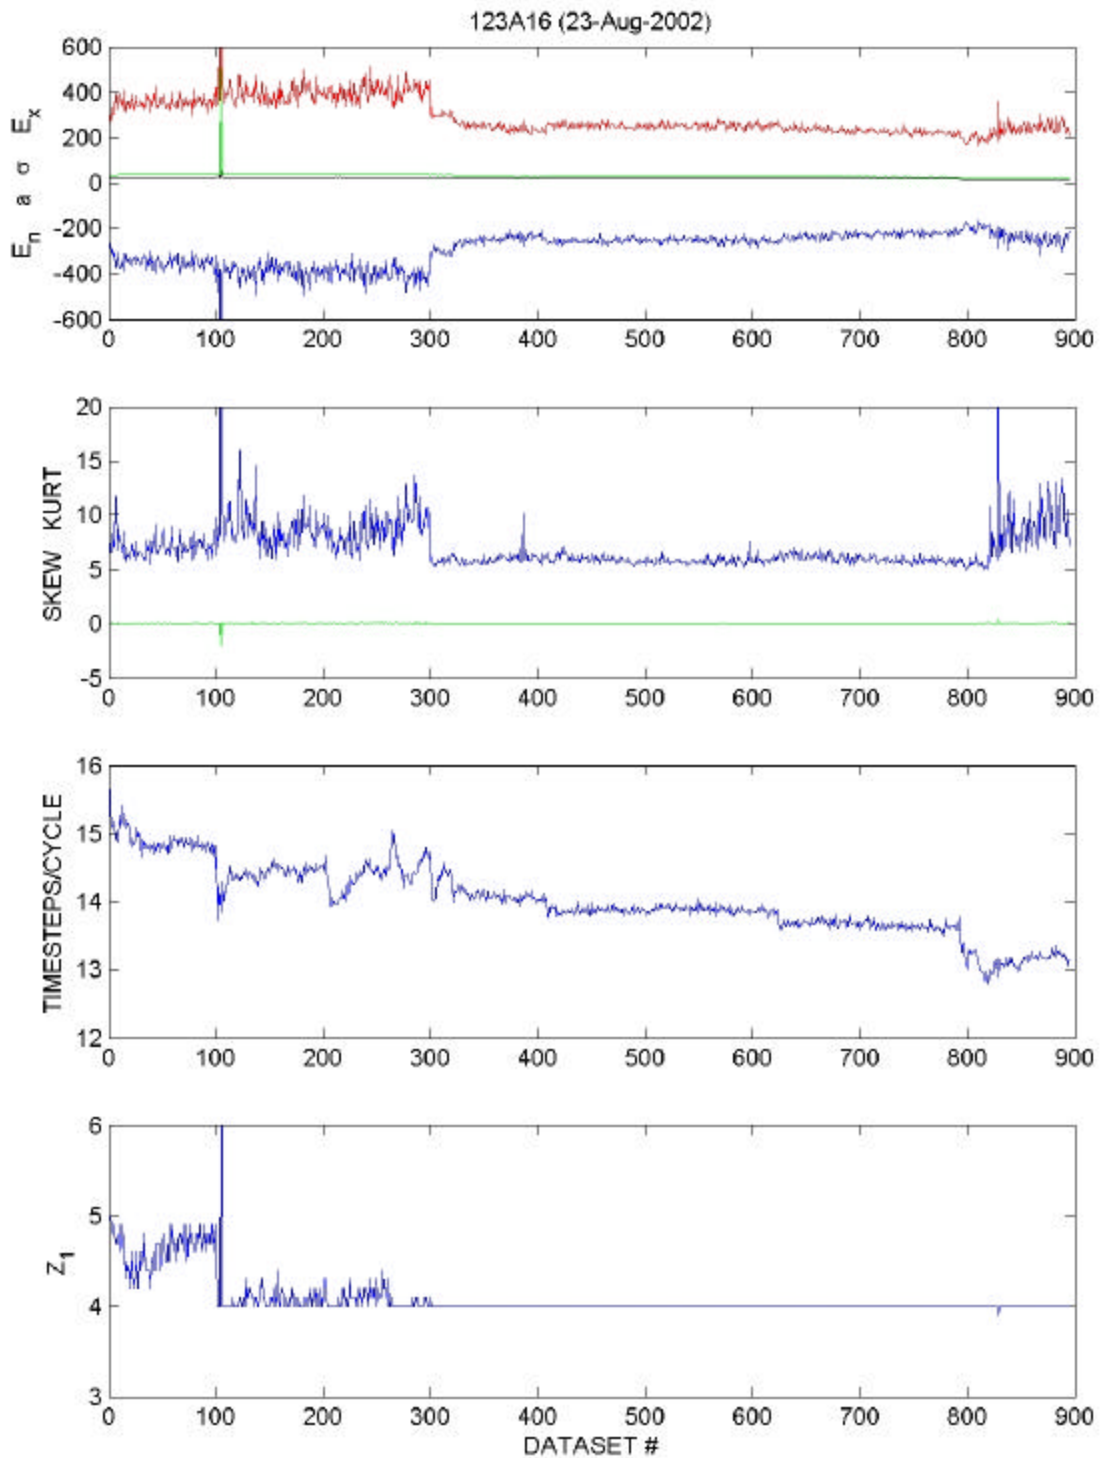 123A16 (23-Aug-2002)
600
400
200
0
-200
-400
-600
En a σ Ex
0 100 200 300 400 500 600 700 800 900
20
15
10
5
0
-5
SKEW KURT
0 100 200 300 400 500 600 700 800 900
16
15
14
13
12
TIMESTEPS/CYCLE
0 100 200 300 400 500 600 700 800 900
6
5
4
3
Z1
0 100 200 300 400 500 600 700 800 900
DATASET #